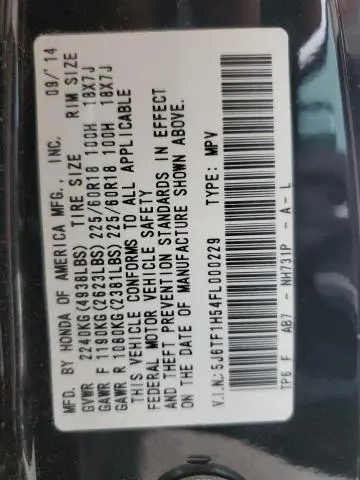 MFD. BY HONDA OF AMERICA MFG., INC. 09/'14
GVWR 2240KG(4938LBS) TIRE SIZE RIM SIZE
GAWR F 1190KG(2623LBS) 225/60R18 100H 18X7J
GAWR R 1080KG(2381LBS) 225/60R18 100H 18X7J
THIS VEHICLE CONFORMS TO ALL APPLICABLE
FEDERAL MOTOR VEHICLE SAFETY
AND THEFT PREVENTION STANDARDS IN EFFECT
ON THE DATE OF MANUFACTURE SHOWN ABOVE.
V.I.N.:5J6TF1H54FL000229 TYPE: MPV
TP6 F AB7 - NH731P - A - L